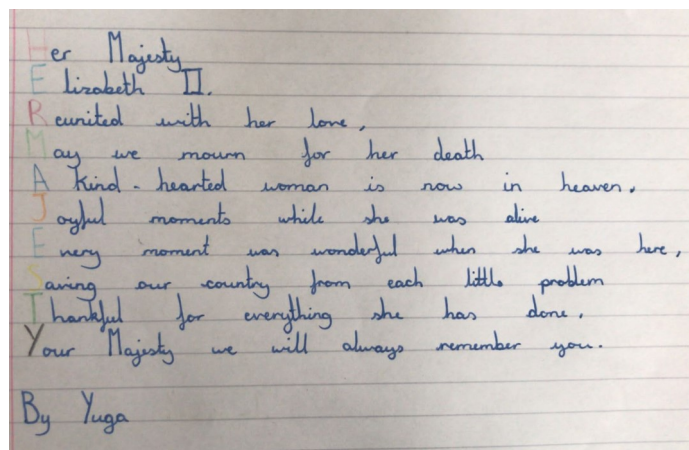 Her Majesty
Elizabeth II.
Reunited with her love,
May we mourn for her death
A kind-hearted woman is now in heaven.
Joyful moments while she was alive
Every moment was wonderful when she was here,
Saving our country from each little problem
Thankful for everything she has done.
Your Majesty we will always remember you.
By Yuga